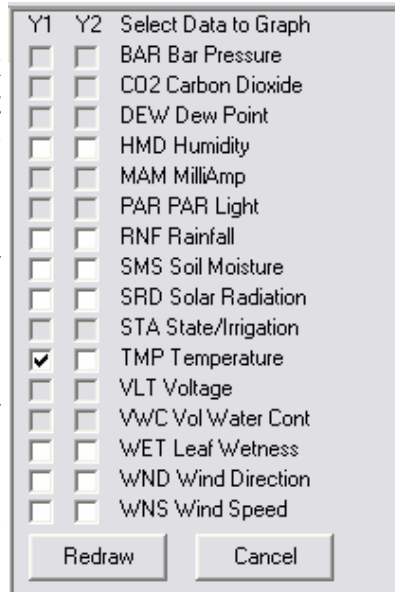 Y1 Y2 Select Data to Graph
BAR Bar Pressure
CO2 Carbon Dioxide
DEW Dew Point
HMD Humidity
MAM MilliAmp
PAR PAR Light
RNF Rainfall
SMS Soil Moisture
SRD Solar Radiation
STA State/Irrigation
TMP Temperature
VLT Voltage
VWC Vol Water Cont
WET Leaf Wetness
WND Wind Direction
WNS Wind Speed
Redraw Cancel